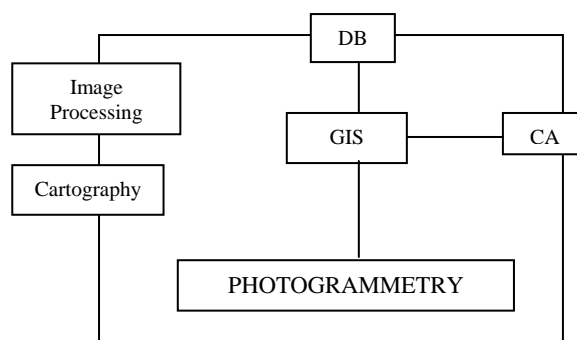 DB
Image
Processing
GIS
CA
Cartography
PHOTOGRAMMETRY